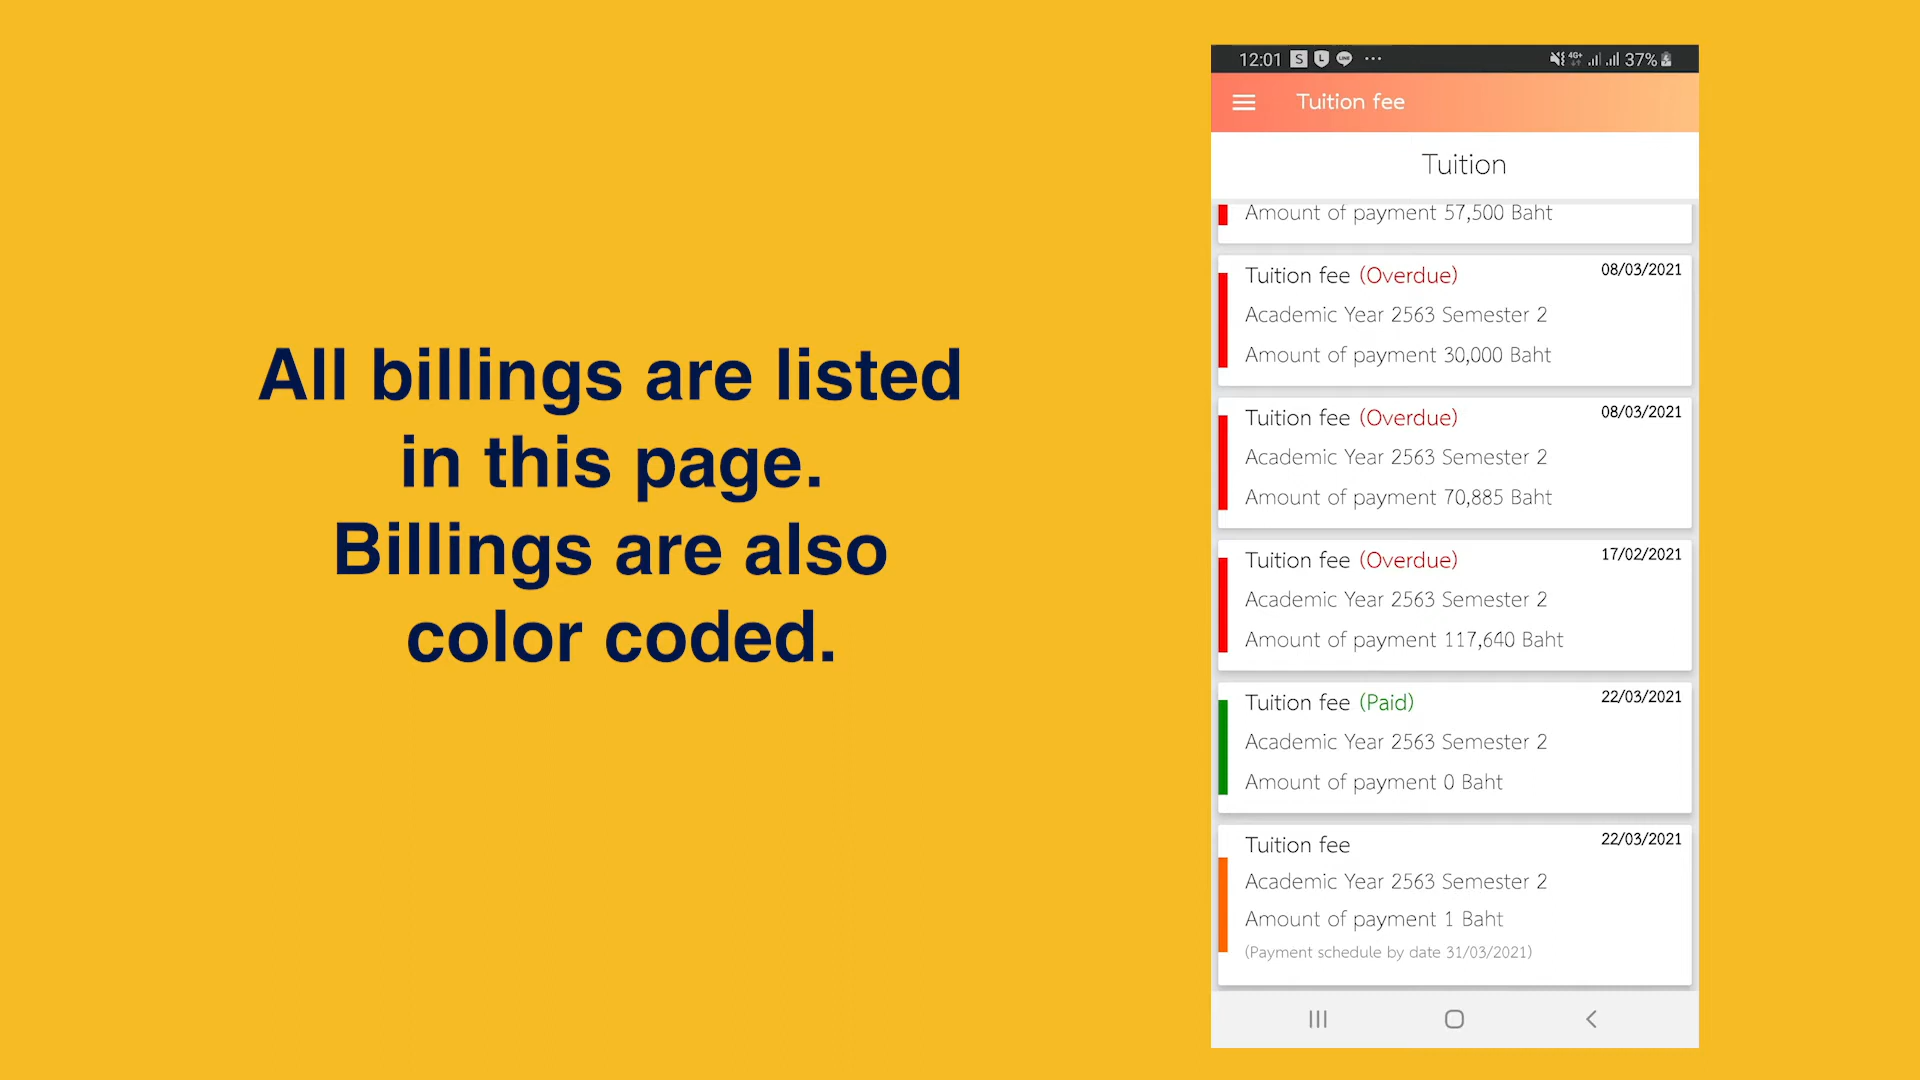 All billings are listed
in this page.
Billings are also
color coded.
12:01 S L LINE ... 4G+ 37%
Tuition fee
Tuition
Amount of payment 57,500 Baht
Tuition fee (Overdue) 08/03/2021
Academic Year 2563 Semester 2
Amount of payment 30,000 Baht
Tuition fee (Overdue) 08/03/2021
Academic Year 2563 Semester 2
Amount of payment 70,885 Baht
Tuition fee (Overdue) 17/02/2021
Academic Year 2563 Semester 2
Amount of payment 117,640 Baht
Tuition fee (Paid) 22/03/2021
Academic Year 2563 Semester 2
Amount of payment 0 Baht
Tuition fee 22/03/2021
Academic Year 2563 Semester 2
Amount of payment 1 Baht
(Payment schedule by date 31/03/2021)